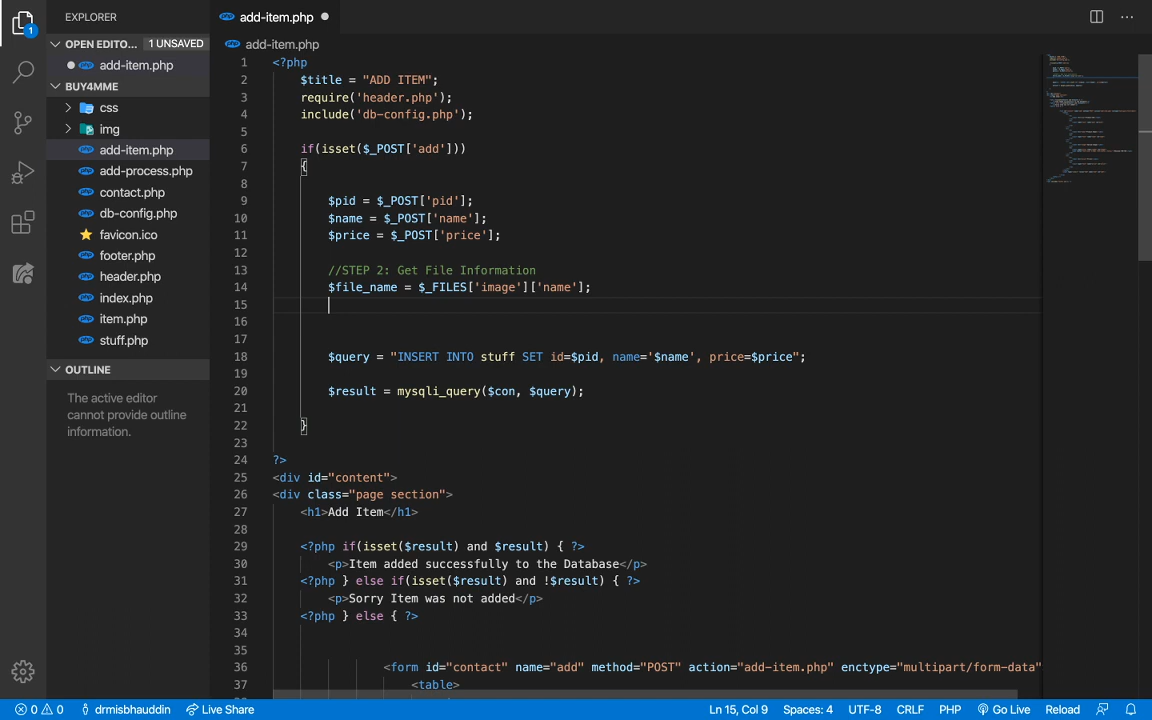 EXPLORER
1
OPEN EDITO... 1 UNSAVED
add-item.php
BUY4MME
css
img
add-item.php
add-process.php
contact.php
db-config.php
favicon.ico
footer.php
header.php
index.php
item.php
stuff.php
OUTLINE
The active editor
cannot provide outline
information.
add-item.php
add-item.php
1 <?php
2 $title = "ADD ITEM";
3 require('header.php');
4 include('db-config.php');
5
6 if(isset($_POST['add']))
7 {
8
9 $pid = $_POST['pid'];
10 $name = $_POST['name'];
11 $price = $_POST['price'];
12
13 //STEP 2: Get File Information
14 $file_name = $_FILES['image']['name'];
15
16
17
18 $query = "INSERT INTO stuff SET id=$pid, name='$name', price=$price";
19
20 $result = mysqli_query($con, $query);
21
22 }
23
24 ?>
25 <div id="content">
26 <div class="page section">
27 <h1>Add Item</h1>
28
29 <?php if(isset($result) and $result) { ?>
30 <p>Item added successfully to the Database</p>
31 <?php } else if(isset($result) and !$result) { ?>
32 <p>Sorry Item was not added</p>
33 <?php } else { ?>
34
35
36 <form id="contact" name="add" method="POST" action="add-item.php" enctype="multipart/form-data"
37 <table>
0 0 drmisbhauddin Live Share Ln 15, Col 9 Spaces: 4 UTF-8 CRLF PHP Go Live Reload